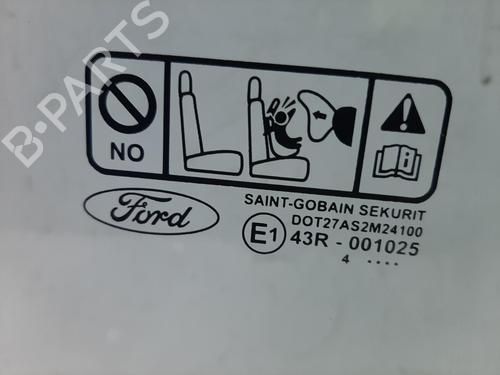 B-PARTS
NO
Ford
SAINT-GOBAIN SEKURIT
DOT27AS2M24100
E1 43R - 001025
4 ....